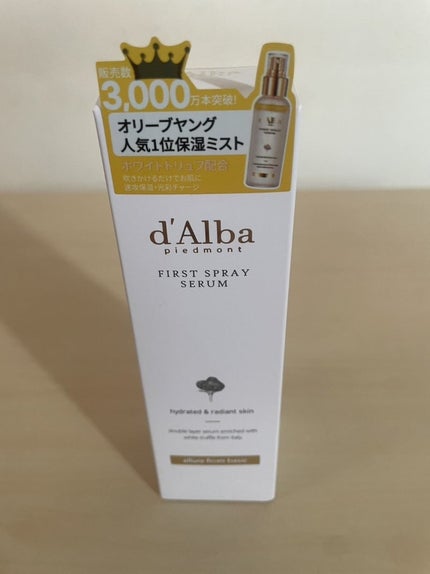 販売数
3,000万本突破!
オリーブヤング
人気1位保湿ミスト
ホワイトトリュフ配合
吹きかけるだけでお肌に
速攻保湿・光彩チャージ
d'Alba
piedmont
FIRST SPRAY
SERUM
hydrated & radiant skin
double layer serum enriched with
white truffle from italy